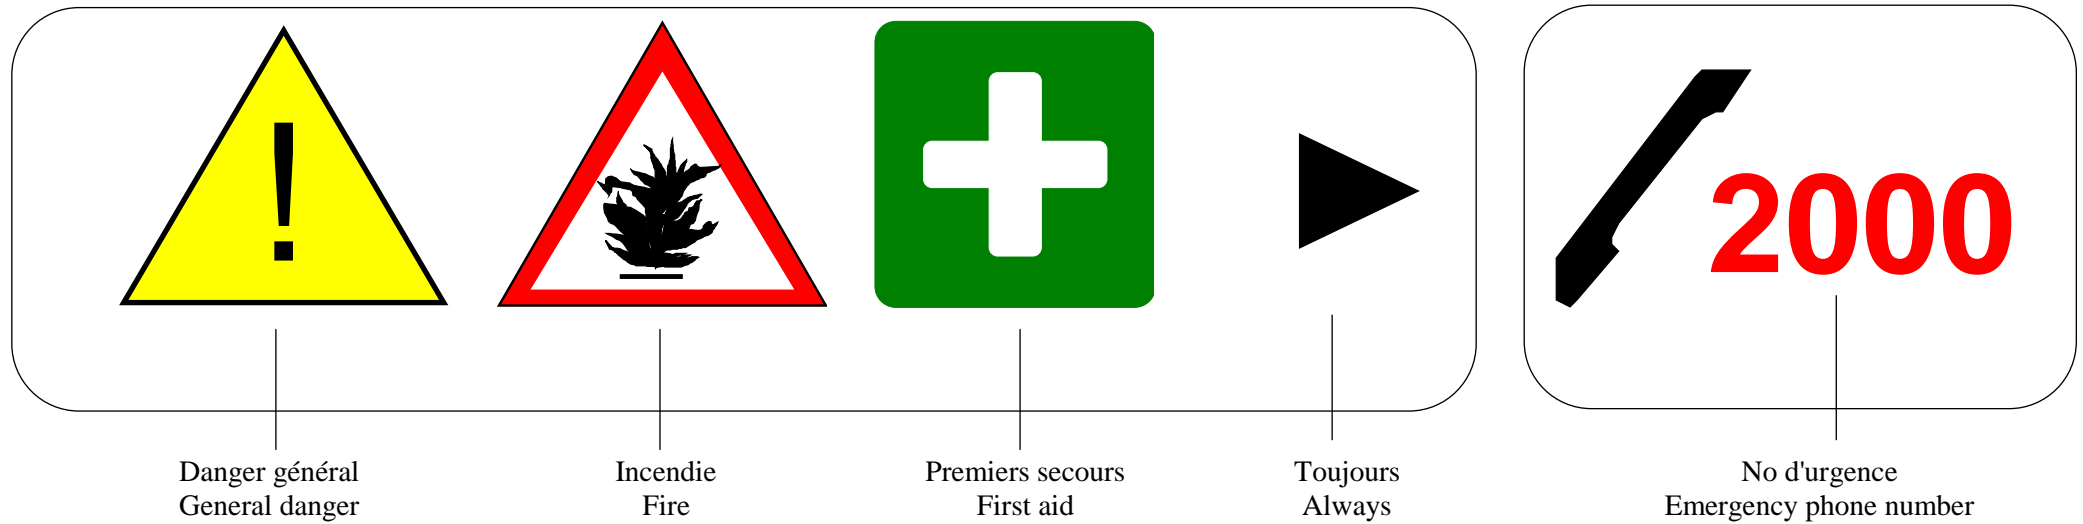 !
2000
Danger général
General danger
Incendie
Fire
Premiers secours
First aid
Toujours
Always
No d'urgence
Emergency phone number